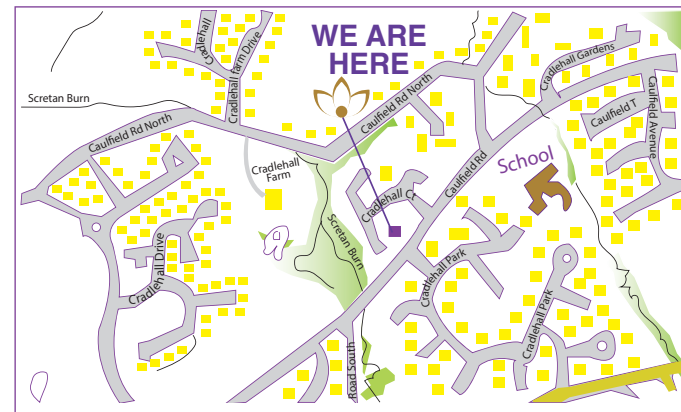 WE ARE
HERE
Cradlehall
Cradlehall Farm Drive
Scretan Burn
Caulfield Rd North
Caulfield Rd North
Cradlehall Gardens
Caulfield T
Caulfield Avenue
Cradlehall
Farm
School
Caulfield Rd
Cradlehall Ct
Scretan Burn
Cradlehall Drive
Cradlehall Park
Cradlehall Park
Road South